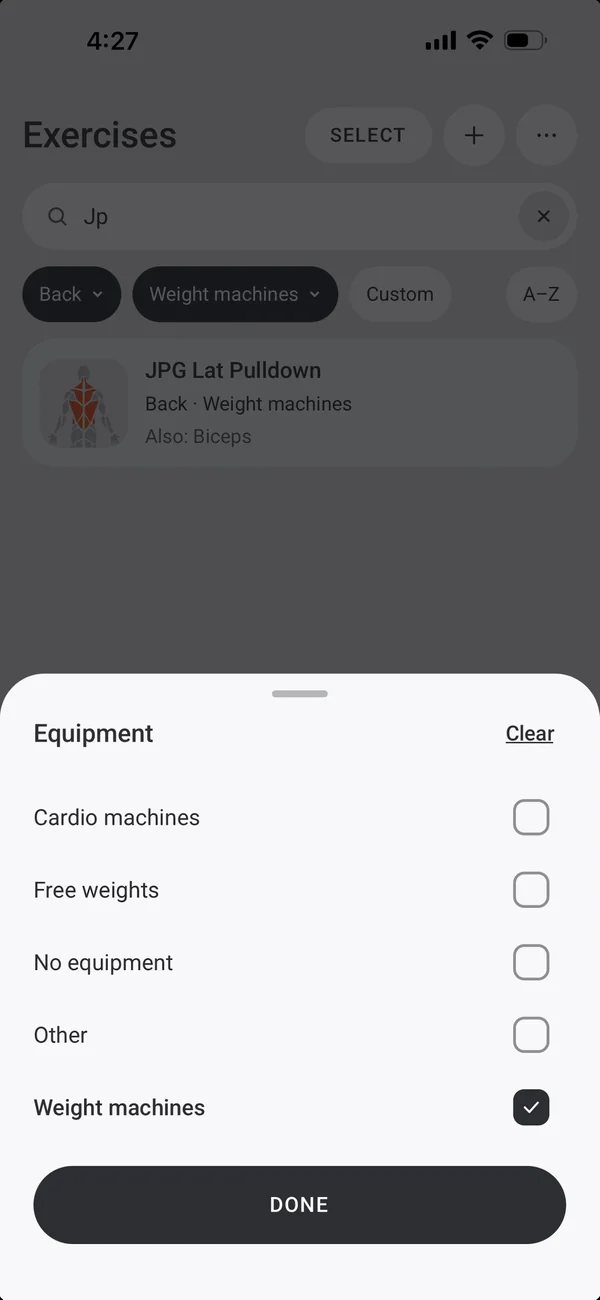 4:27
Exercises
SELECT
Jp
Back
Weight machines
Custom
A–Z
JPG Lat Pulldown
Back · Weight machines
Also: Biceps
Equipment
Clear
Cardio machines
Free weights
No equipment
Other
Weight machines
DONE